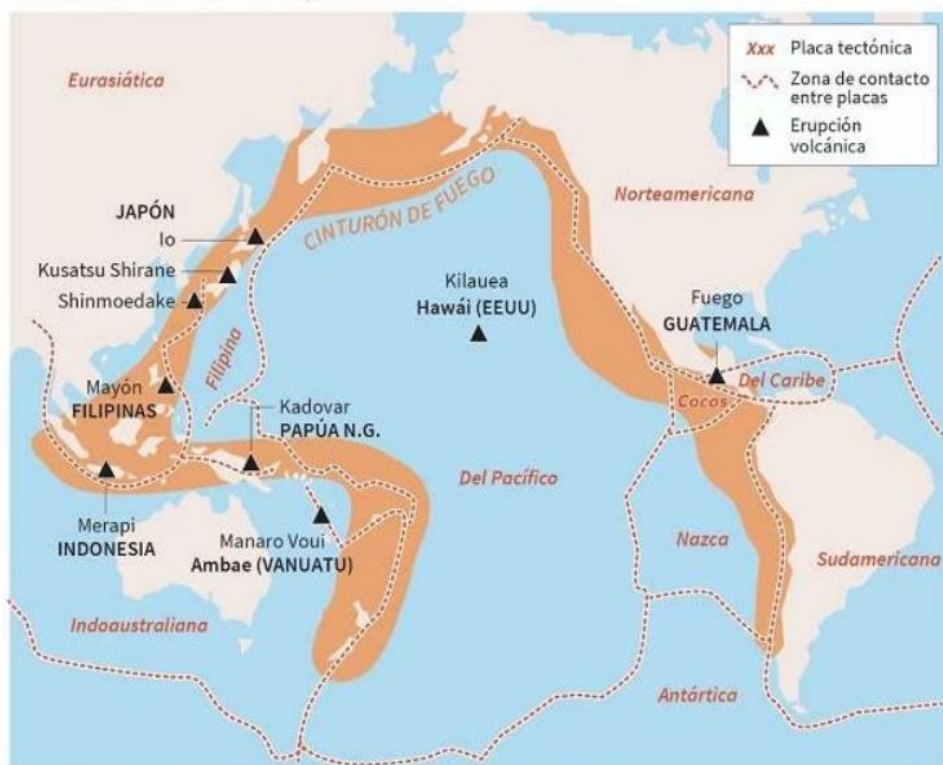 Xxx Placa tectónica
Zona de contacto
entre placas
Erupción
volcánica
Eurasiática
Norteamericana
CINTURÓN DE FUEGO
JAPÓN
Io
Kusatsu Shirane
Shinmoedake
Filipina
Mayón
FILIPINAS
Kilauea
Hawái (EEUU)
Fuego
GUATEMALA
Del Caribe
Cocos
Kadovar
PAPÚA N.G.
Del Pacífico
Merapi
INDONESIA
Manaro Voui
Ambae (VANUATU)
Nazca
Sudamericana
Indoaustraliana
Antártica